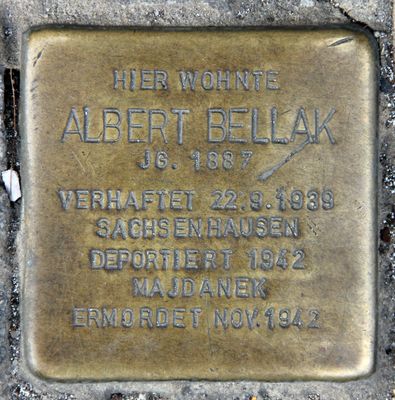 HIER WOHNTE
ALBERT BELLAK
JG. 1887
VERHAFTET 22.9.1939
SACHSENHAUSEN
DEPORTIERT 1942
MAJDANEK
ERMORDET NOV. 1942